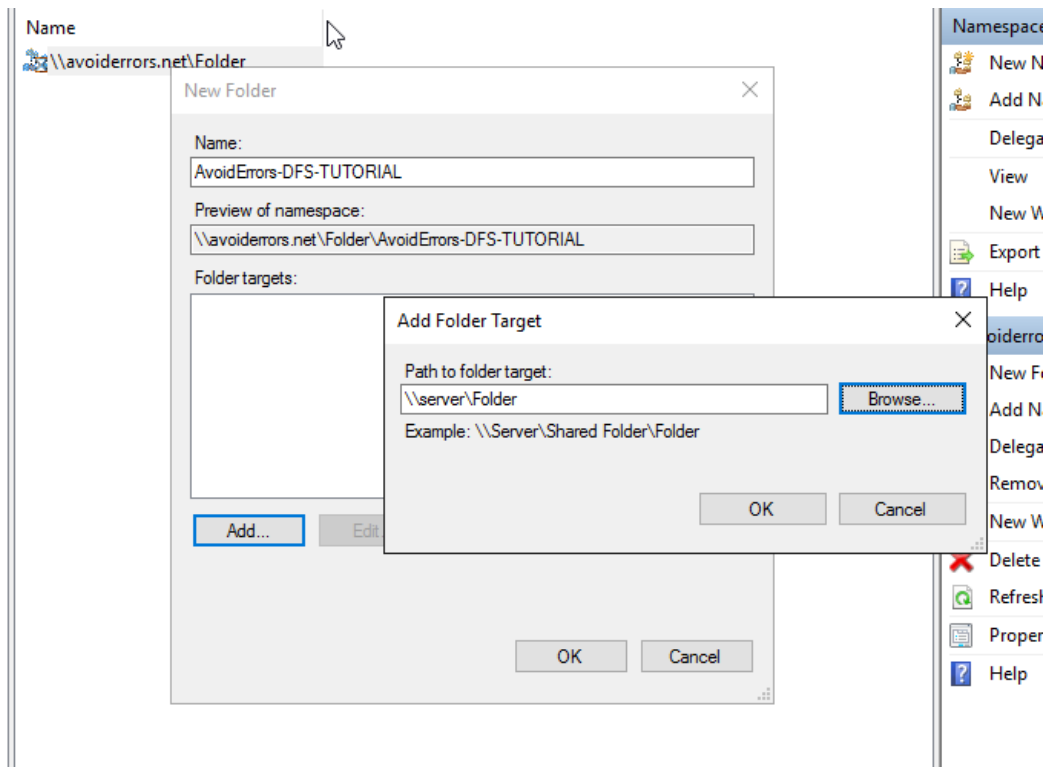 Name
\\avoiderrors.net\Folder
New Folder
Name:
AvoidErrors-DFS-TUTORIAL
Preview of namespace:
\\avoiderrors.net\Folder\AvoidErrors-DFS-TUTORIAL
Folder targets:
Add...
Edit
OK
Cancel
Add Folder Target
Path to folder target:
\\server\Folder
Browse...
Example: \\Server\Shared Folder\Folder
OK
Cancel
Namespace
New N
Add Na
Delega
View
New W
Export
Help
oiderro
New F
Add N
Delega
Remov
New W
Delete
Refresh
Proper
Help